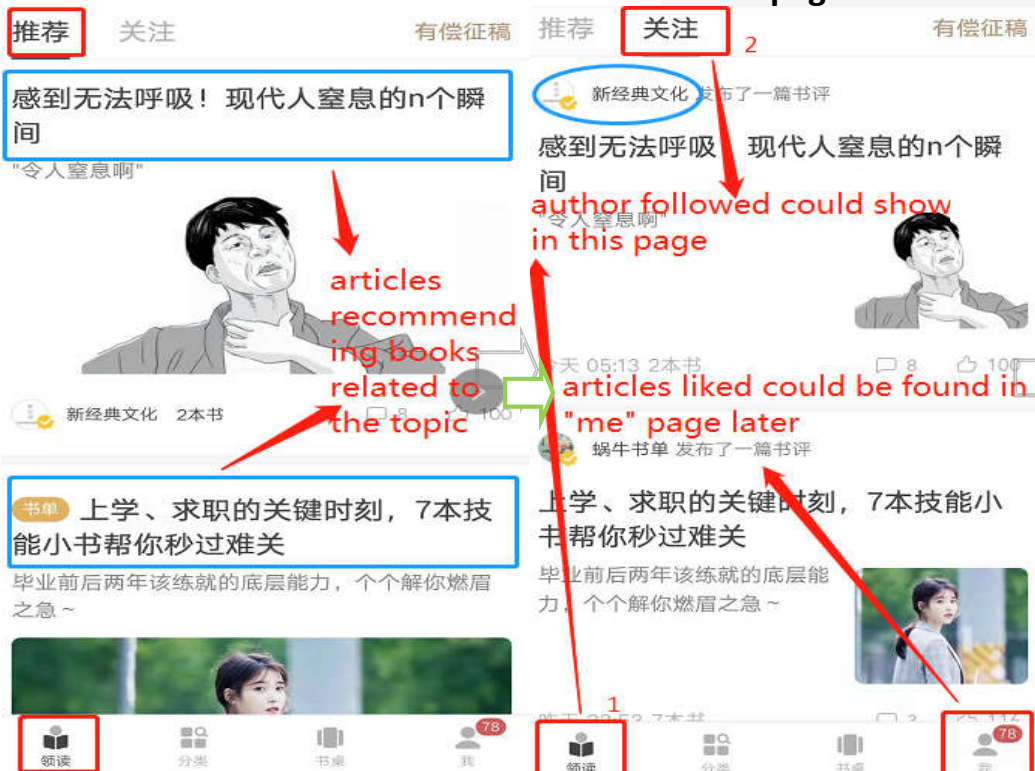 推荐 关注 有偿征稿
感到无法呼吸！现代人窒息的n个瞬
间
"令人窒息啊"
articles
recommend
ing books
related to
the topic
新经典文化 2本书 8 100
书单 上学、求职的关键时刻，7本技
能小书帮你秒过难关
毕业前后两年该练就的底层能力，个个解你燃眉
之急～
领读 分类 书桌 我 78
推荐 关注 2 有偿征稿
新经典文化 发布了一篇书评
感到无法呼吸 现代人窒息的n个瞬
间
"令人窒息啊"
author followed could show
in this page
今天 05:13 2本书 8 100
articles liked could be found in
"me" page later
蜗牛书单 发布了一篇书评
上学、求职的关键时刻，7本技能小
书帮你秒过难关
毕业前后两年该练就的底层能
力，个个解你燃眉之急～
1
领读 分类 书桌 我 78